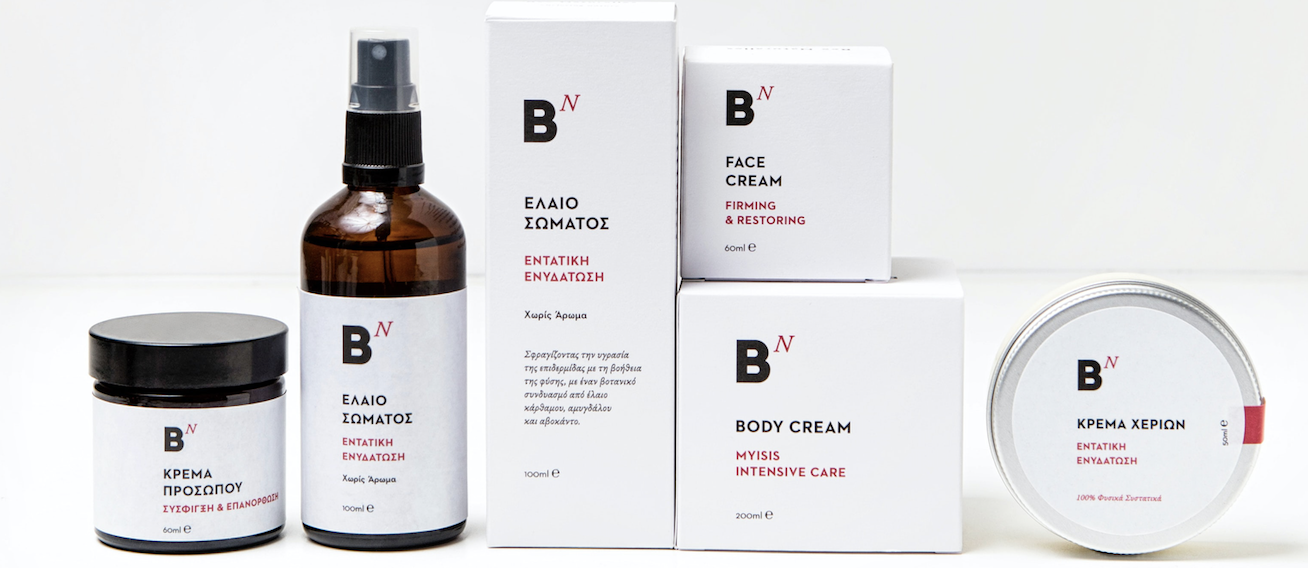 B N
ΚΡΕΜΑ
ΠΡΟΣΩΠΟΥ
ΣΥΣΦΙΓΞΗ & ΕΠΑΝΟΡΘΩΣΗ
60ml ℮
B N
ΕΛΑΙΟ
ΣΩΜΑΤΟΣ
ΕΝΤΑΤΙΚΗ
ΕΝΥΔΑΤΩΣΗ
Χωρίς Άρωμα
100ml ℮
B N
ΕΛΑΙΟ
ΣΩΜΑΤΟΣ
ΕΝΤΑΤΙΚΗ
ΕΝΥΔΑΤΩΣΗ
Χωρίς Άρωμα
Σφραγίζοντας την υγρασία
της επιδερμίδας με τη βοήθεια
της φύσης, με έναν βοτανικό
συνδυασμό από έλαιο
κάρθαμου, αμυγδάλου
και αβοκάντο.
100ml ℮
B N
FACE
CREAM
FIRMING
& RESTORING
60ml ℮
B N
BODY CREAM
MYISIS
INTENSIVE CARE
200ml ℮
B N
ΚΡΕΜΑ ΧΕΡΙΩΝ
ΕΝΤΑΤΙΚΗ
ΕΝΥΔΑΤΩΣΗ
100% Φυσικά Συστατικά
50ml ℮